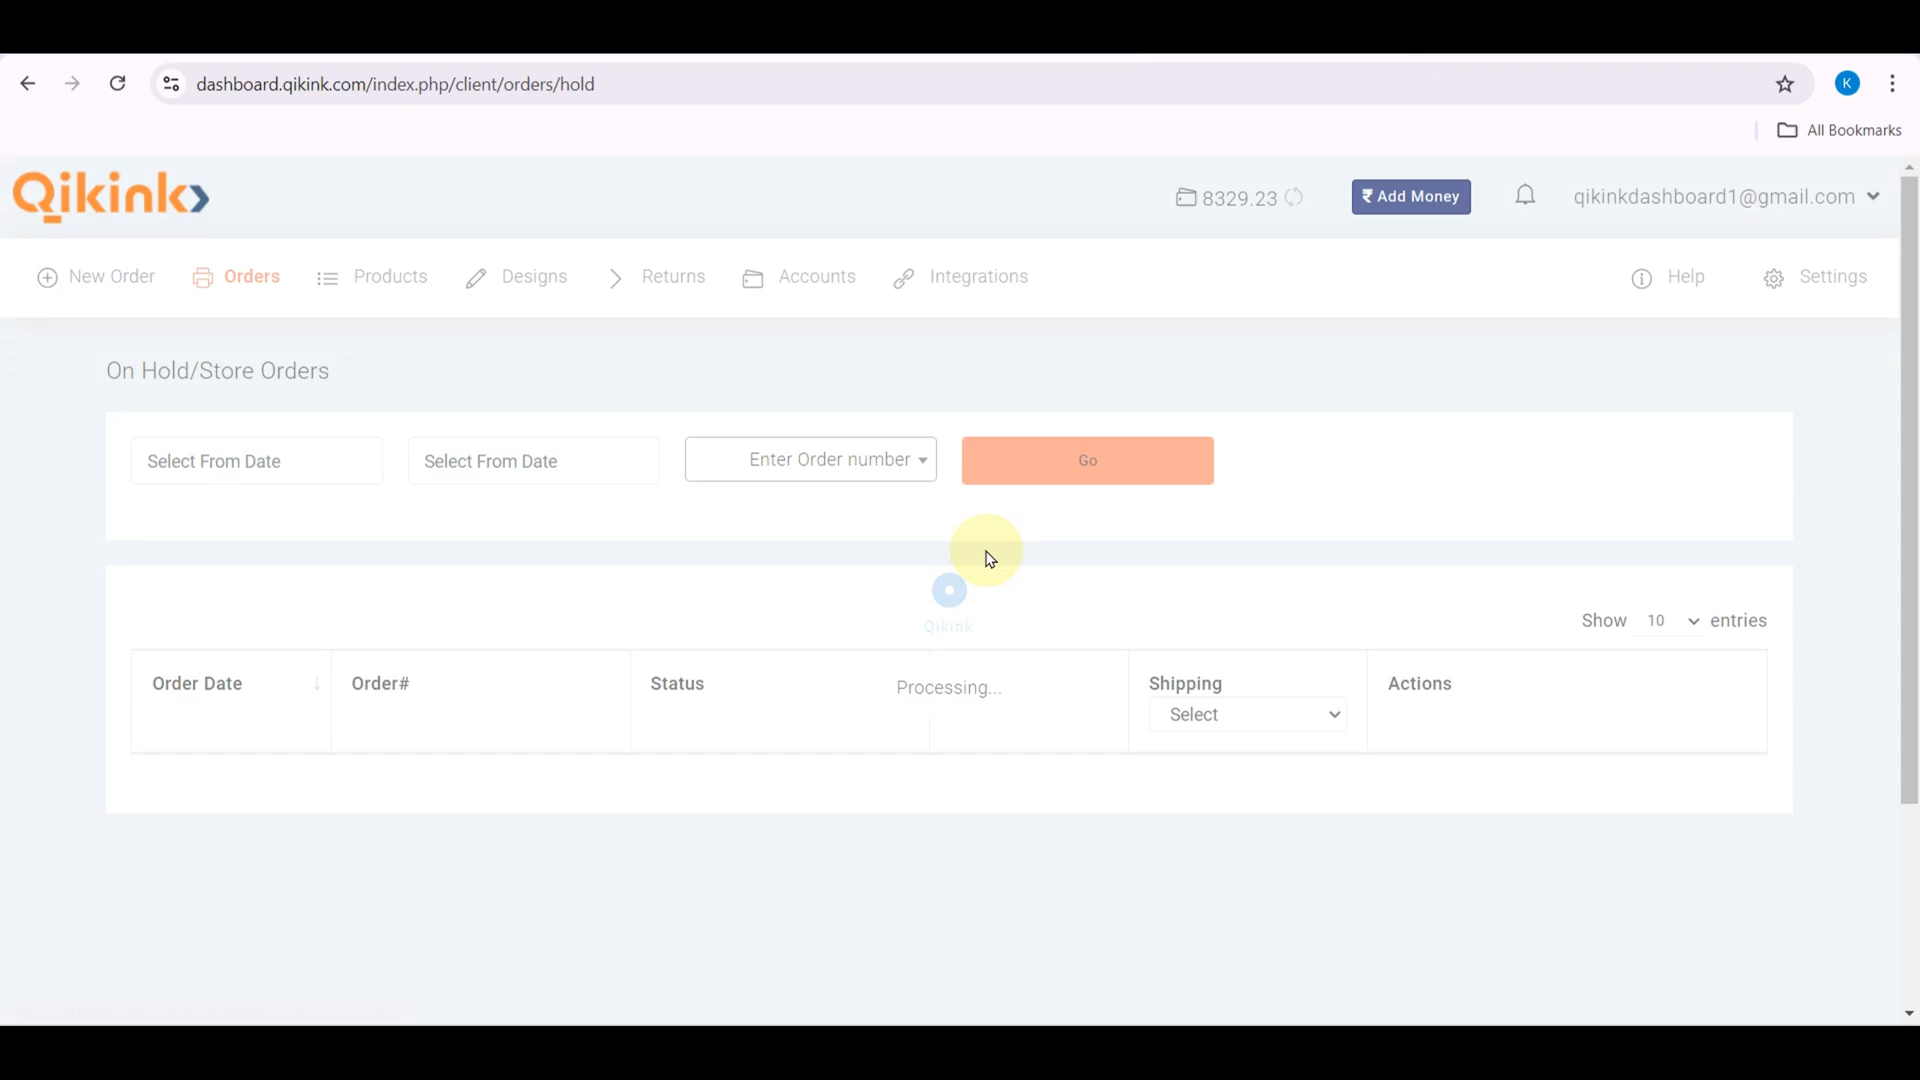 dashboard.qikink.com/index.php/client/orders/hold
K
All Bookmarks
Qikink
8329.23
₹ Add Money
qikinkdashboard1@gmail.com
New Order
Orders
Products
Designs
Returns
Accounts
Integrations
Help
Settings
On Hold/Store Orders
Select From Date
Select From Date
Enter Order number
Go
Qikink
Show 10 entries
Order Date
Order#
Status
Processing...
Shipping
Select
Actions